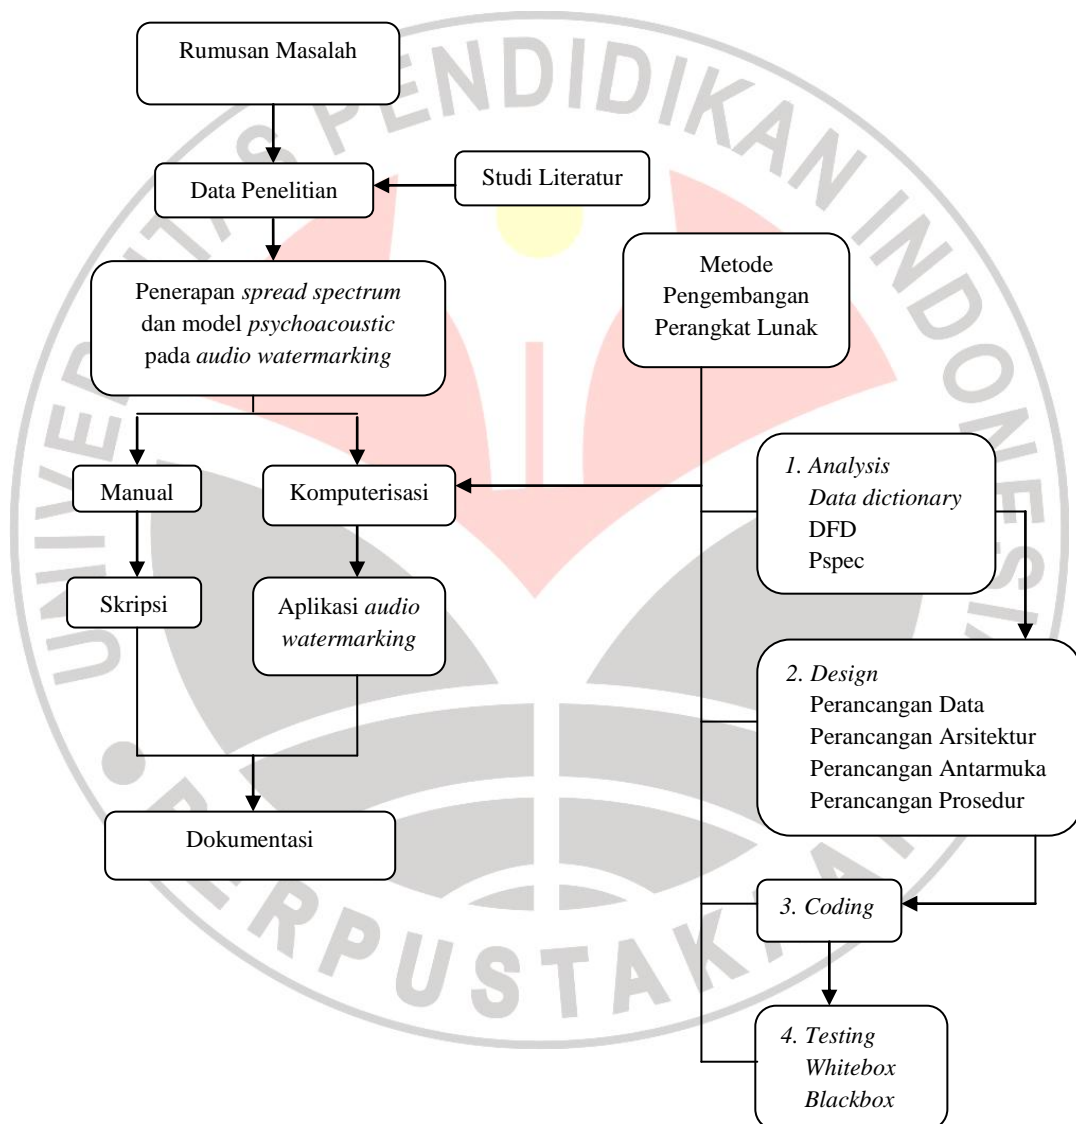 Rumusan Masalah
Data Penelitian
Studi Literatur
Penerapan spread spectrum
dan model psychoacoustic
pada audio watermarking
Metode
Pengembangan
Perangkat Lunak
Manual
Komputerisasi
Skripsi
Aplikasi audio
watermarking
Dokumentasi
1. Analysis
Data dictionary
DFD
Pspec
2. Design
Perancangan Data
Perancangan Arsitektur
Perancangan Antarmuka
Perancangan Prosedur
3. Coding
4. Testing
Whitebox
Blackbox
UNIVERSITAS PENDIDIKAN INDONESIA
PERPUSTAKAAN